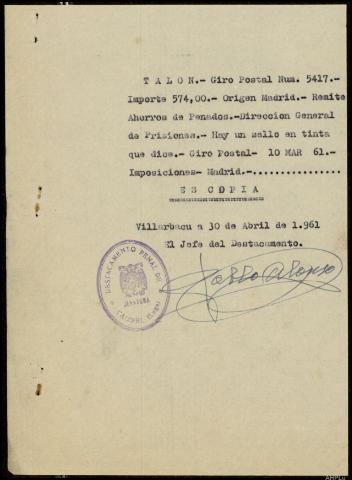 T A L O N.- Giro Postal Num. 5417.-
Importe 574,00.- Origen Madrid.- Remite
Ahorros de Penados.-Direccion General
de Prisiones.- Hay un sello en tinta
que dice.- Giro Postal- 10 MAR 61.-
Imposiciones- Madrid.-................
ES COPIA
Villarbacu a 30 de Abril de 1.961
El Jefe del Destacamento.
DESTACAMENTO PENAL DE
JEFATURA
AHPLu